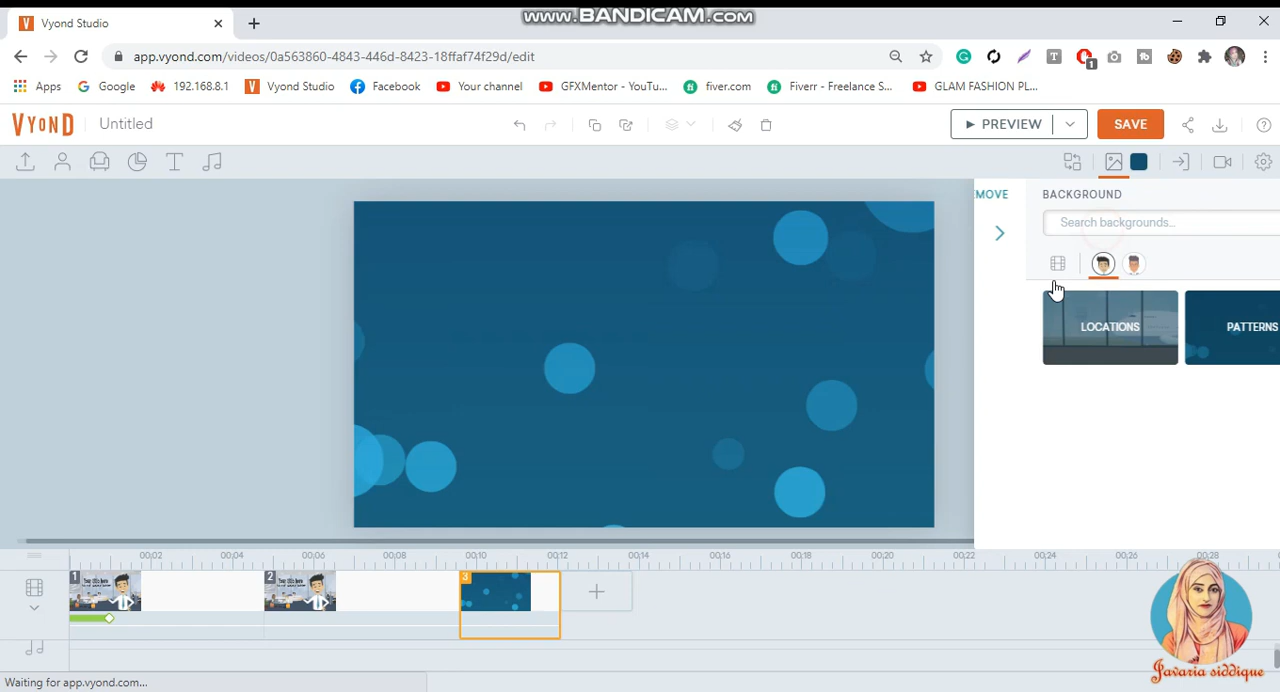 www.BANDICAM.com
Vyond Studio
app.vyond.com/videos/0a563860-4843-446d-8423-18ffaf74f29d/edit
Apps
Google
192.168.8.1
Vyond Studio
Facebook
Your channel
GFXMentor - YouTu...
fiver.com
Fiverr - Freelance S...
GLAM FASHION PL...
1
VYOND
Untitled
PREVIEW
SAVE
MOVE
BACKGROUND
Search backgrounds...
LOCATIONS
PATTERNS
00;02
00;04
00;06
00;08
00;10
00;12
00;14
00;16
00;18
00;20
00;22
00;24
00;26
00;28
1
2
3
Waiting for app.vyond.com...
Javaria siddique